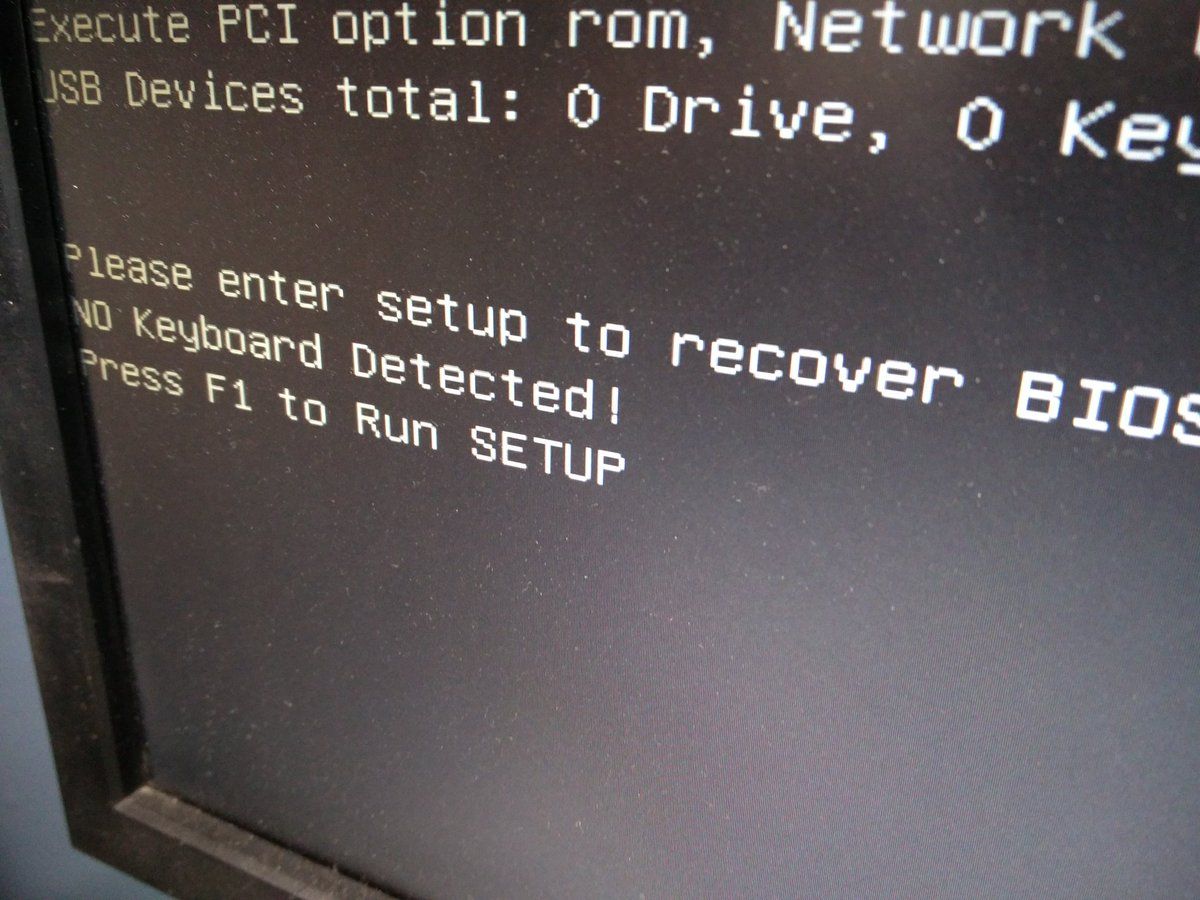 Execute PCI option rom, Network
USB Devices total: 0 Drive, 0 Key
Please enter setup to recover BIOS
NO Keyboard Detected!
Press F1 to Run SETUP